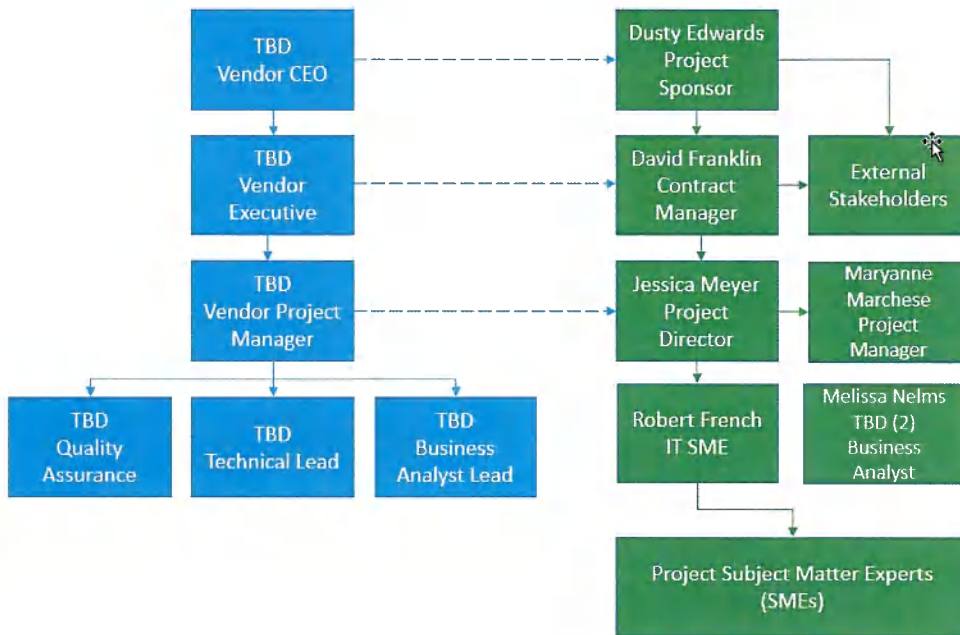 TBD
Vendor CEO
Dusty Edwards
Project
Sponsor
TBD
Vendor
Executive
David Franklin
Contract
Manager
External
Stakeholders
TBD
Vendor Project
Manager
Jessica Meyer
Project
Director
Maryanne
Marchese
Project
Manager
TBD
Quality
Assurance
TBD
Technical Lead
TBD
Business
Analyst Lead
Robert French
IT SME
Melissa Nelms
TBD (2)
Business
Analyst
Project Subject Matter Experts
(SMEs)